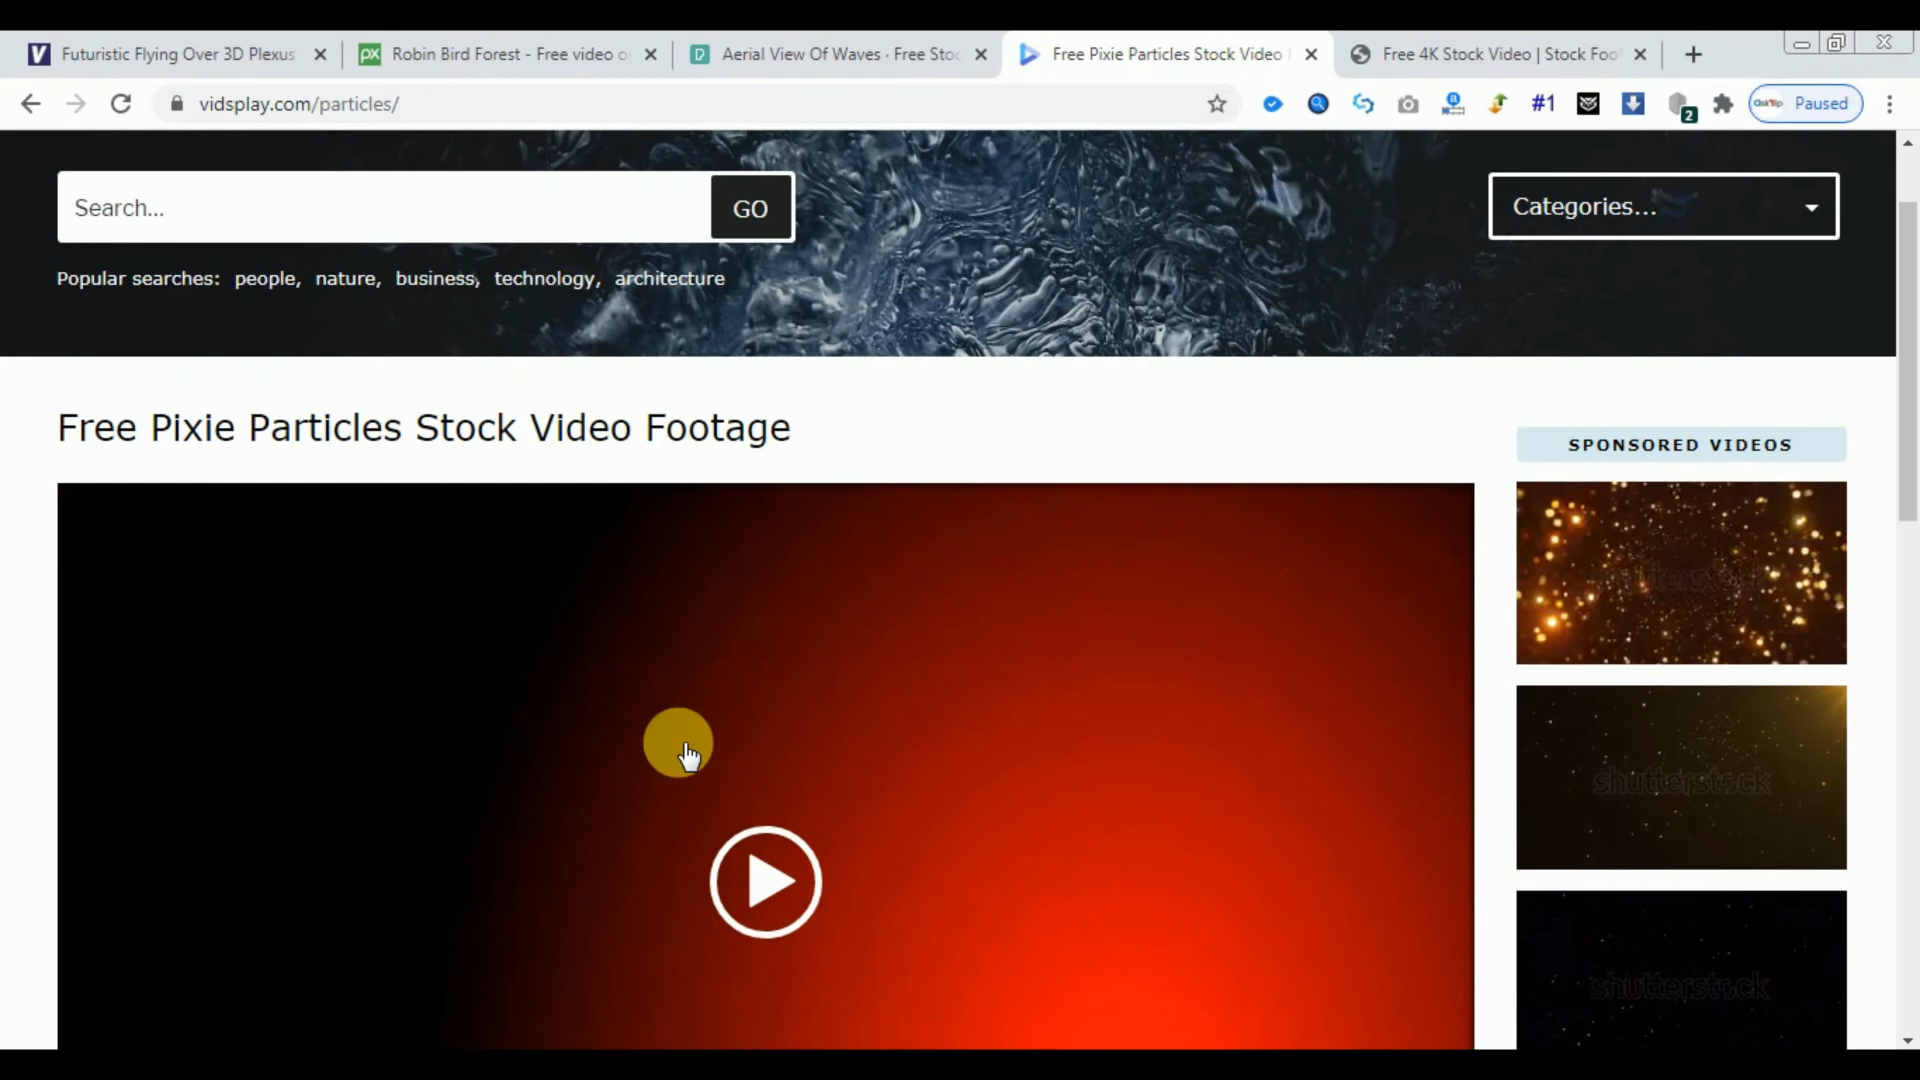 Futuristic Flying Over 3D Plexus
Robin Bird Forest - Free video o
Aerial View Of Waves · Free Stoc
Free Pixie Particles Stock Video
Free 4K Stock Video | Stock Foo
vidsplay.com/particles/
#1
2
Paused
Search...
GO
Categories...
Popular searches: people, nature, business, technology, architecture
Free Pixie Particles Stock Video Footage
SPONSORED VIDEOS
shutterstock
shutterstock